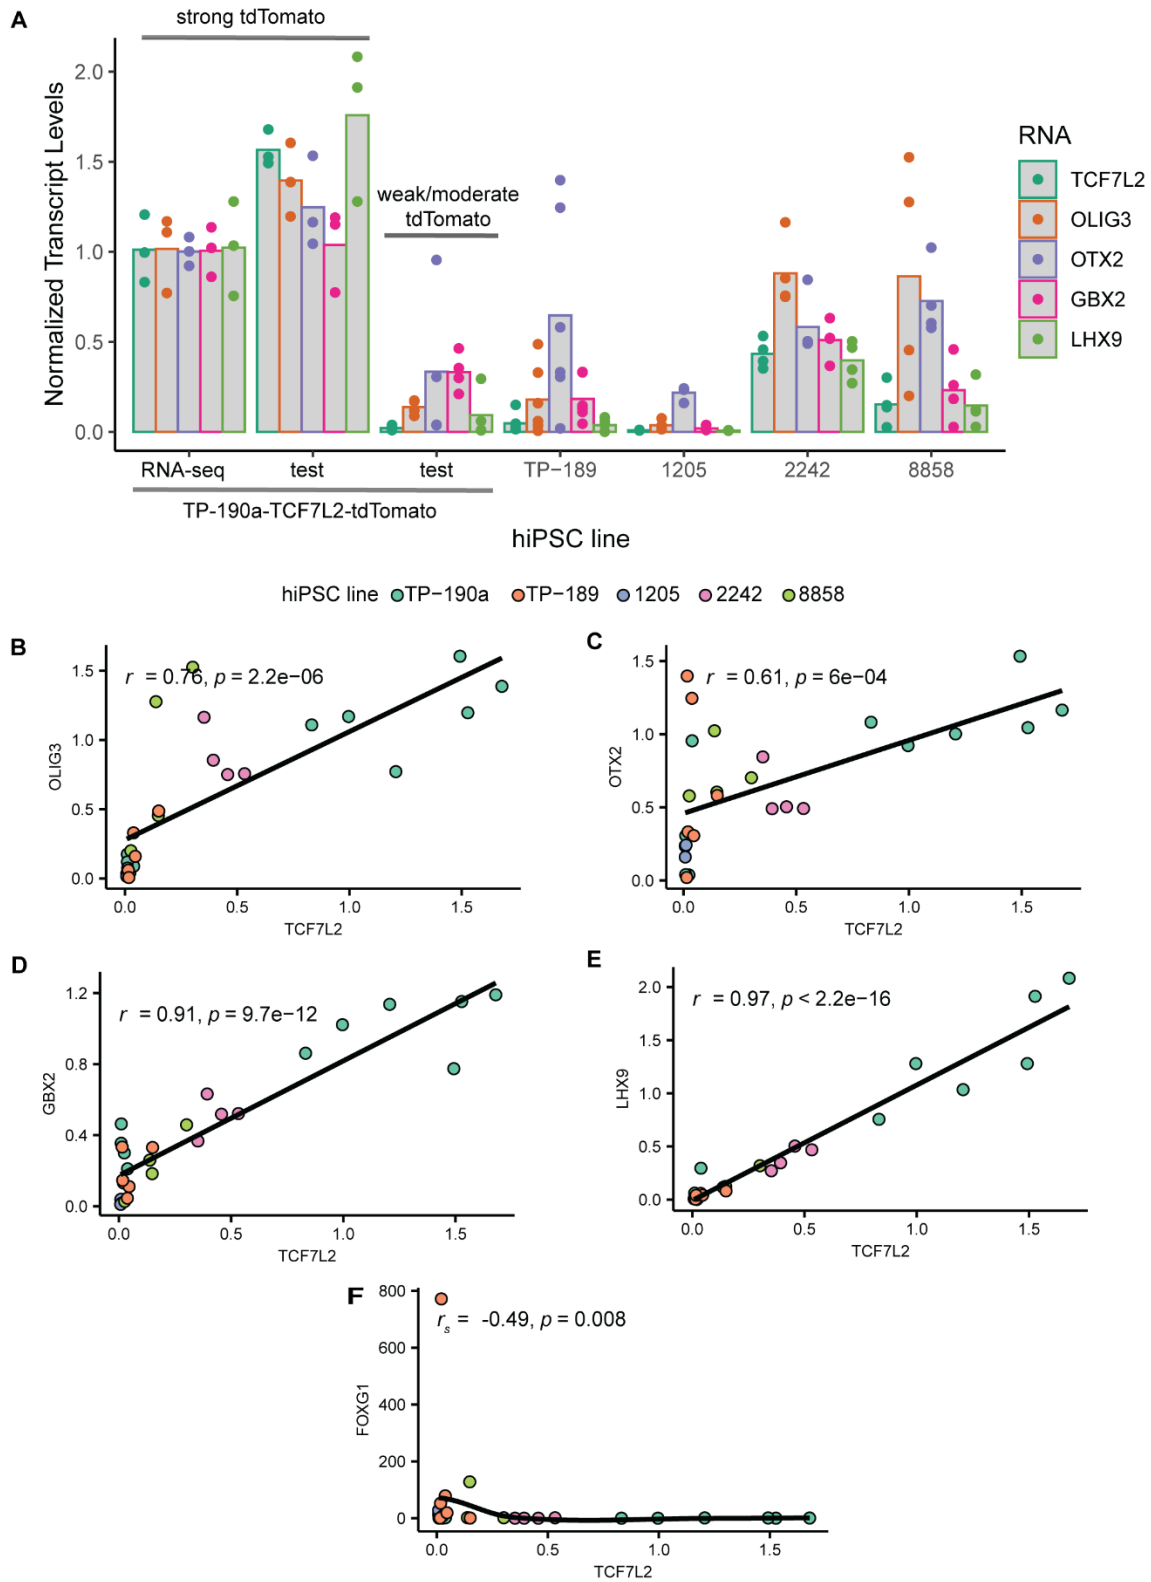 A
strong tdTomato
Normalized Transcript Levels
2.0
1.5
1.0
0.5
0.0
weak/moderate
tdTomato
RNA-seq test test TP−189 1205 2242 8858
TP-190a-TCF7L2-tdTomato
hiPSC line
RNA
TCF7L2
OLIG3
OTX2
GBX2
LHX9
hiPSC line TP−190a TP−189 1205 2242 8858
B
r = 0.76, p = 2.2e−06
OLIG3
1.5
1.0
0.5
0.0
0.0 0.5 1.0 1.5
TCF7L2
C
r = 0.61, p = 6e−04
OTX2
1.5
1.0
0.5
0.0
0.0 0.5 1.0 1.5
TCF7L2
D
r = 0.91, p = 9.7e−12
GBX2
1.2
0.8
0.4
0.0
0.0 0.5 1.0 1.5
TCF7L2
E
r = 0.97, p < 2.2e−16
LHX9
2.0
1.5
1.0
0.5
0.0
0.0 0.5 1.0 1.5
TCF7L2
F
rs = -0.49, p = 0.008
FOXG1
800
600
400
200
0
0.0 0.5 1.0 1.5
TCF7L2